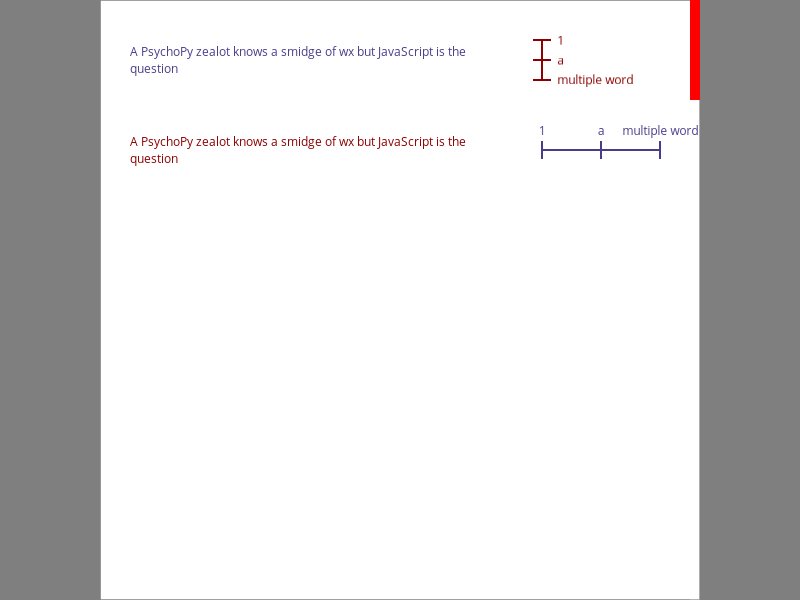 A PsychoPy zealot knows a smidge of wx but JavaScript is the
question
1
a
multiple word
A PsychoPy zealot knows a smidge of wx but JavaScript is the
question
1 a multiple word